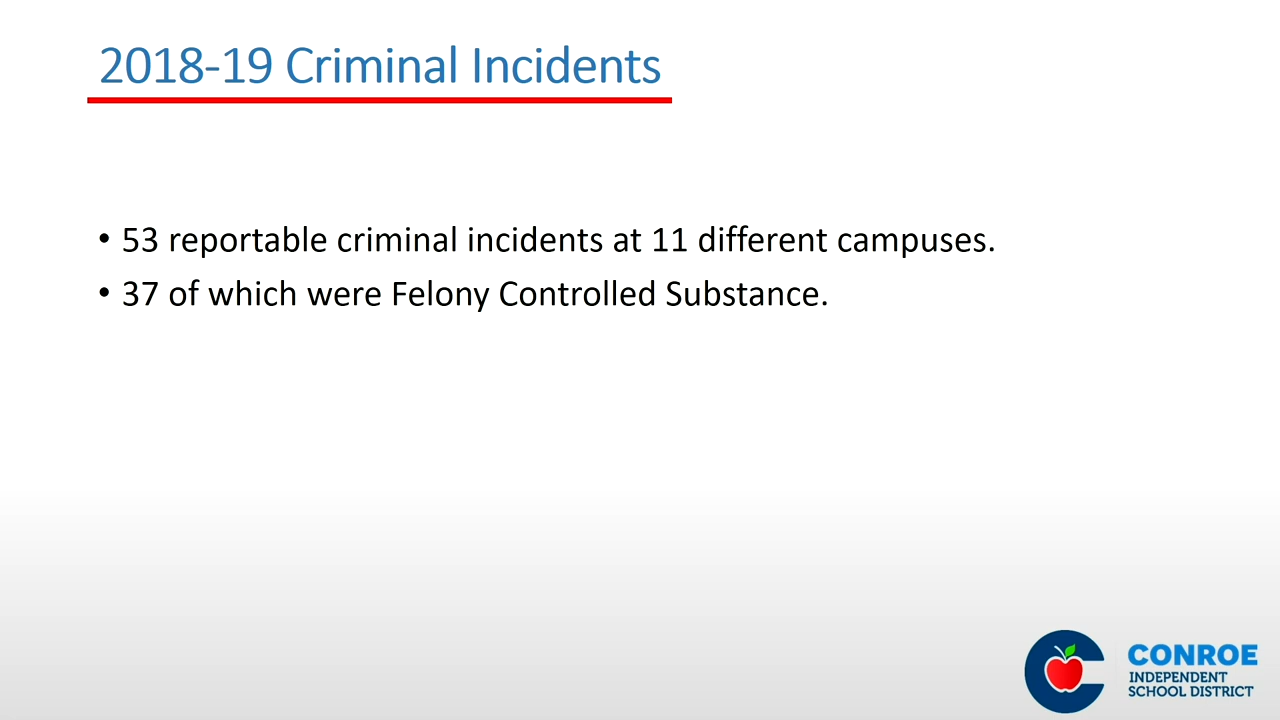 2018-19 Criminal Incidents
• 53 reportable criminal incidents at 11 different campuses.
• 37 of which were Felony Controlled Substance.
CONROE
INDEPENDENT
SCHOOL DISTRICT